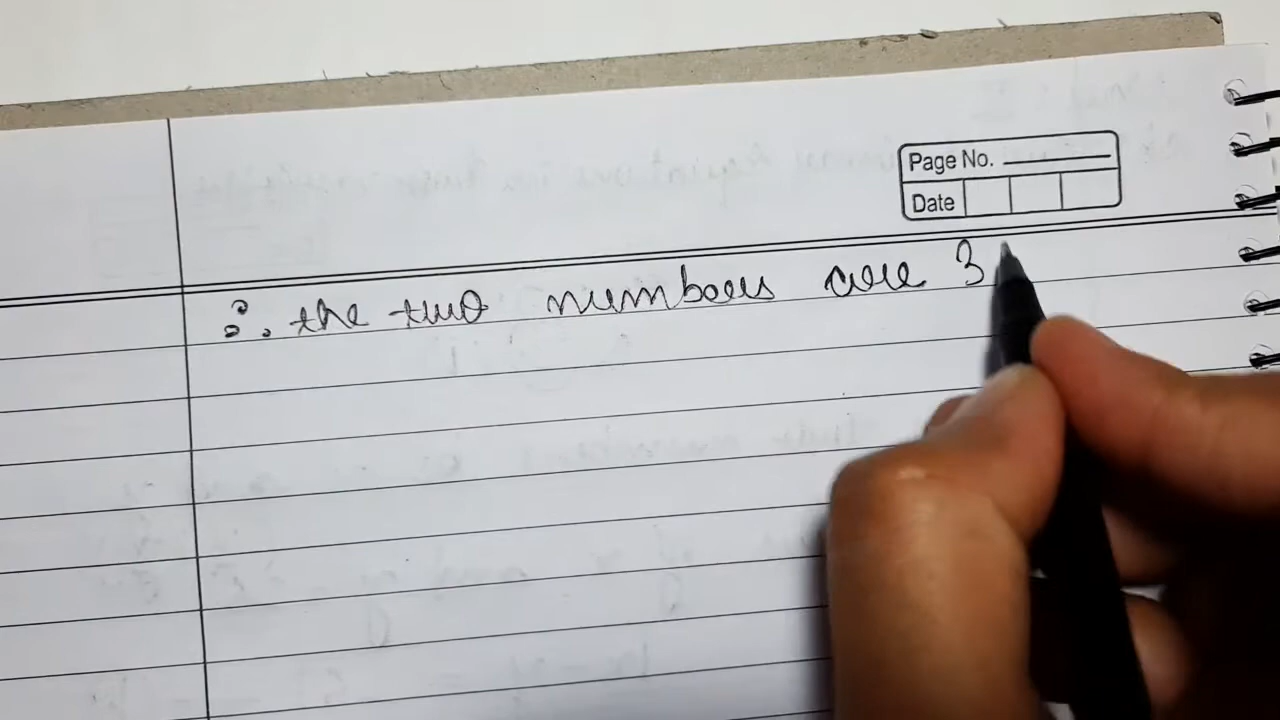 Page No.
Date
∴ the two numbers are 3